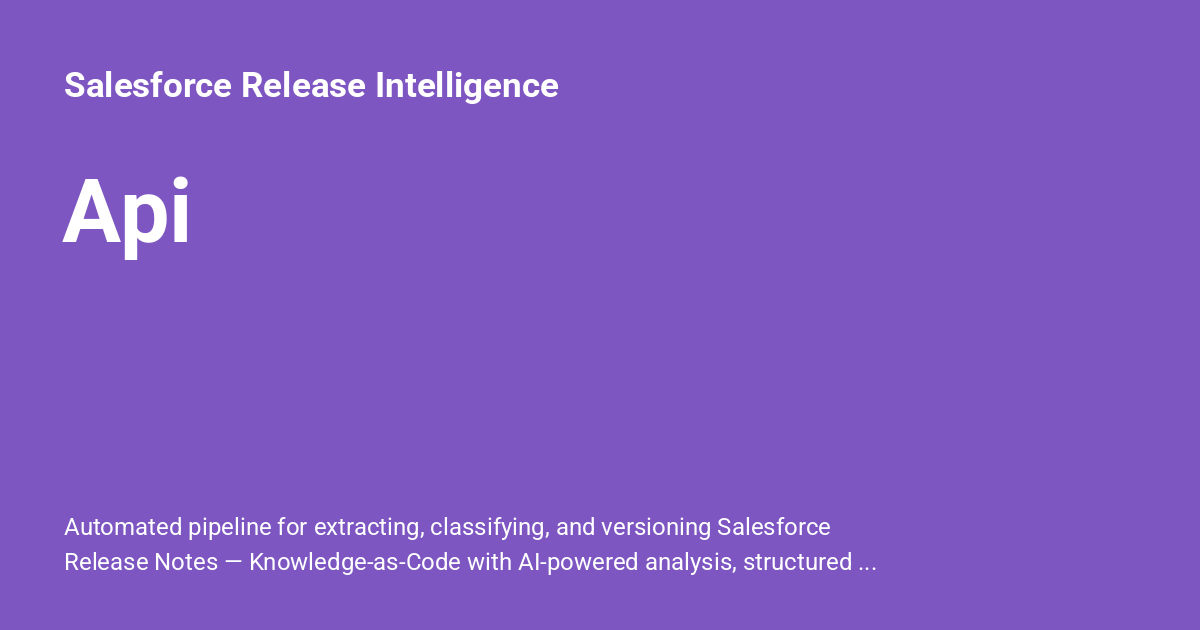 Salesforce Release Intelligence
Api
Automated pipeline for extracting, classifying, and versioning Salesforce
Release Notes — Knowledge-as-Code with AI-powered analysis, structured ...